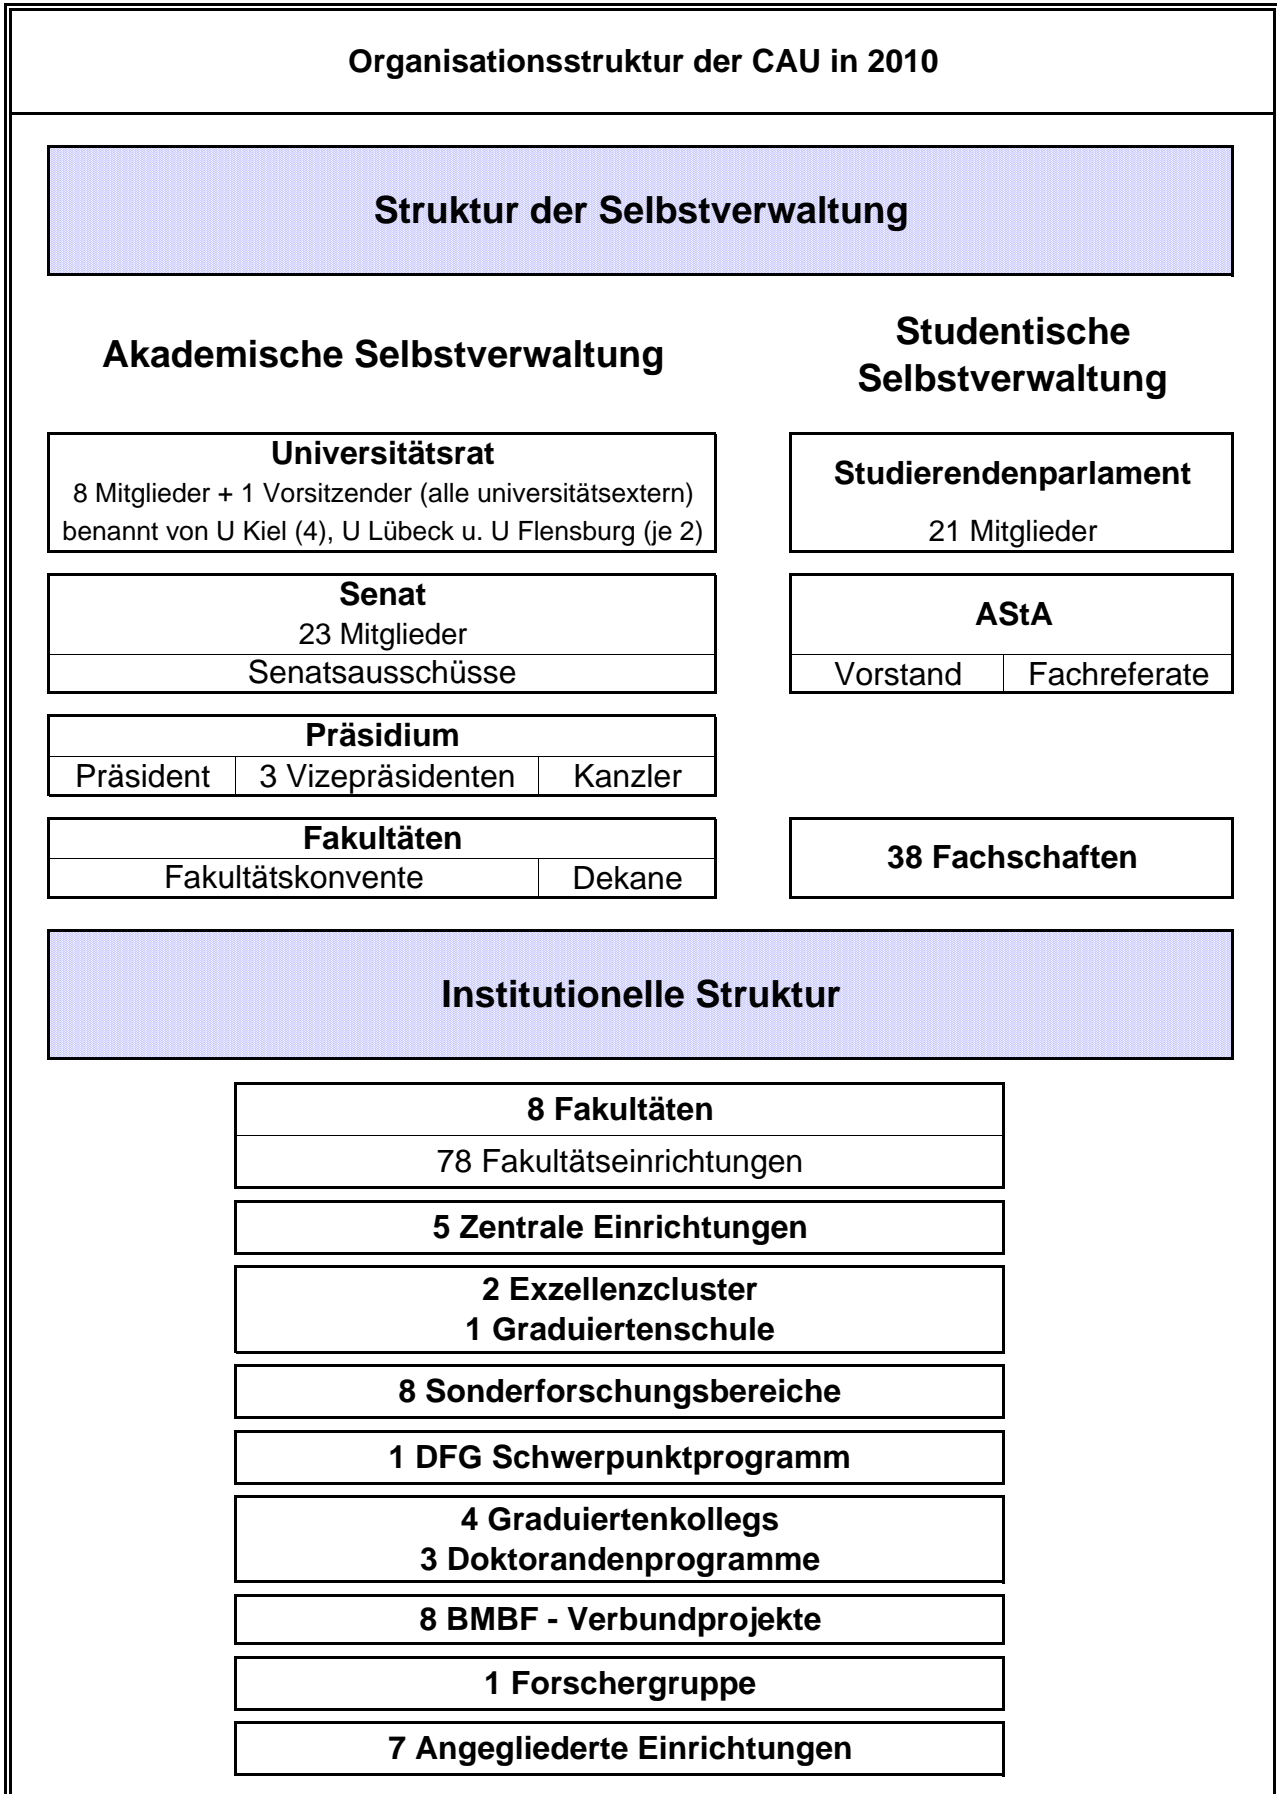 Organisationsstruktur der CAU in 2010
Struktur der Selbstverwaltung
Akademische Selbstverwaltung
Studentische
Selbstverwaltung
Universitätsrat
8 Mitglieder + 1 Vorsitzender (alle universitätsextern)
benannt von U Kiel (4), U Lübeck u. U Flensburg (je 2)
Studierendenparlament
21 Mitglieder
Senat
23 Mitglieder
Senatsausschüsse
AStA
Vorstand Fachreferate
Präsidium
Präsident 3 Vizepräsidenten Kanzler
Fakultäten
Fakultätskonvente Dekane
38 Fachschaften
Institutionelle Struktur
8 Fakultäten
78 Fakultätseinrichtungen
5 Zentrale Einrichtungen
2 Exzellenzcluster
1 Graduiertenschule
8 Sonderforschungsbereiche
1 DFG Schwerpunktprogramm
4 Graduiertenkollegs
3 Doktorandenprogramme
8 BMBF - Verbundprojekte
1 Forschergruppe
7 Angegliederte Einrichtungen